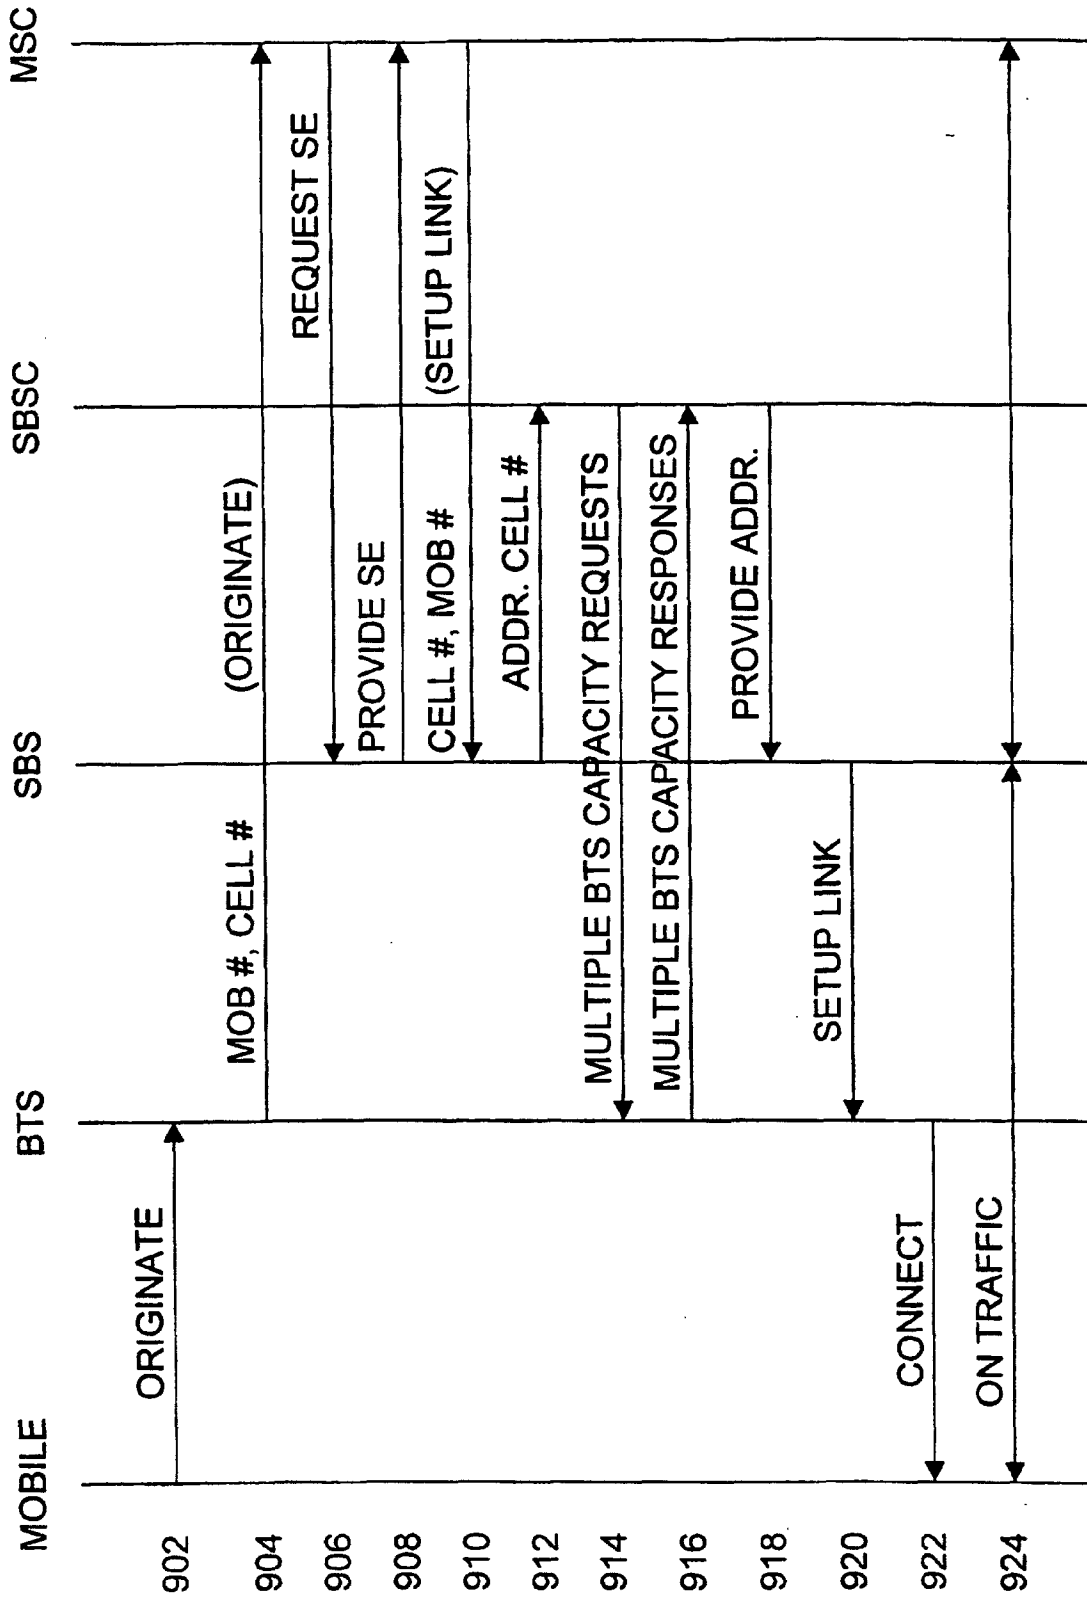 MOBILE
BTS
SBS
SBSC
MSC
902
ORIGINATE
904
MOB #, CELL #
(ORIGINATE)
906
REQUEST SE
908
PROVIDE SE
910
CELL #, MOB #
(SETUP LINK)
912
ADDR. CELL #
914
MULTIPLE BTS CAPACITY REQUESTS
916
MULTIPLE BTS CAPACITY RESPONSES
918
PROVIDE ADDR.
920
SETUP LINK
922
CONNECT
924
ON TRAFFIC